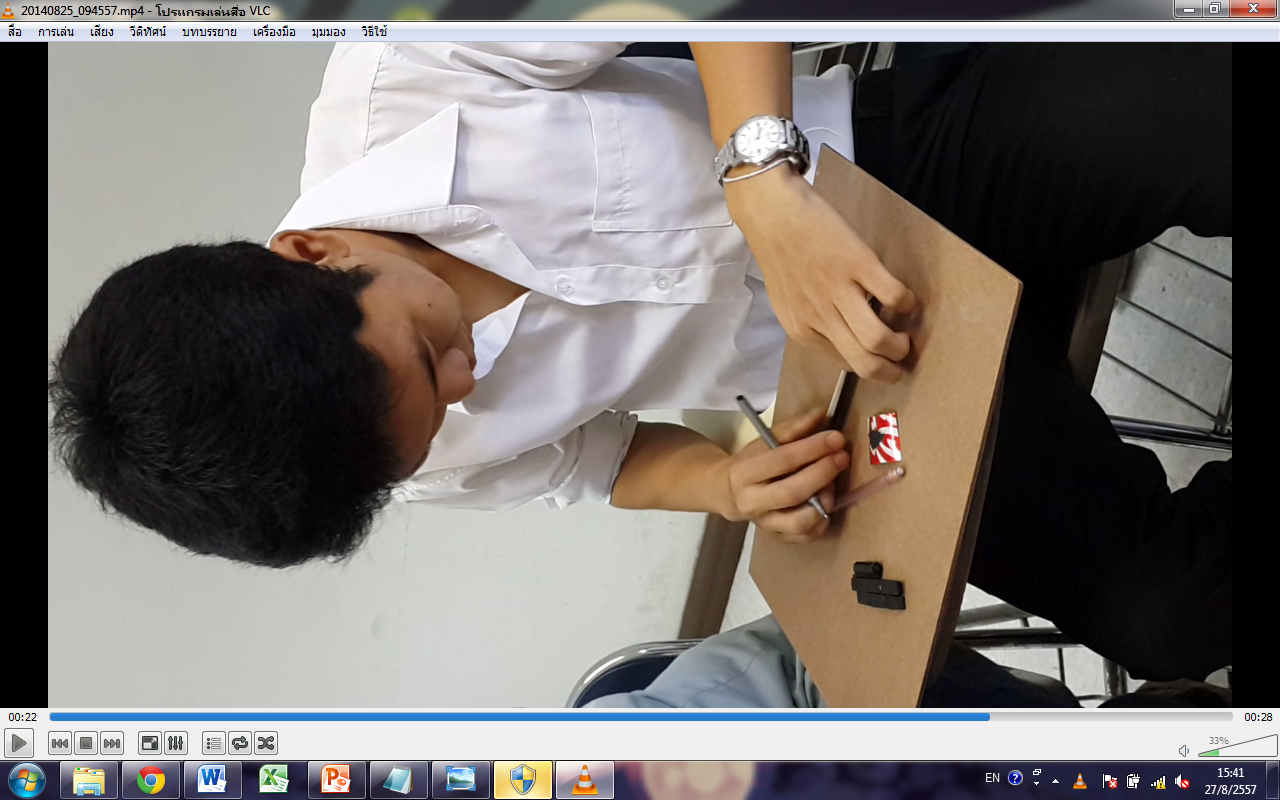 20140825_094557.mp4 - โปรแกรมเล่นสื่อ VLC
สื่อ การเล่น เสียง วีดิทัศน์ บทบรรยาย เครื่องมือ มุมมอง วิธีใช้
00:22 00:28
33%
EN 15:41
27/8/2557